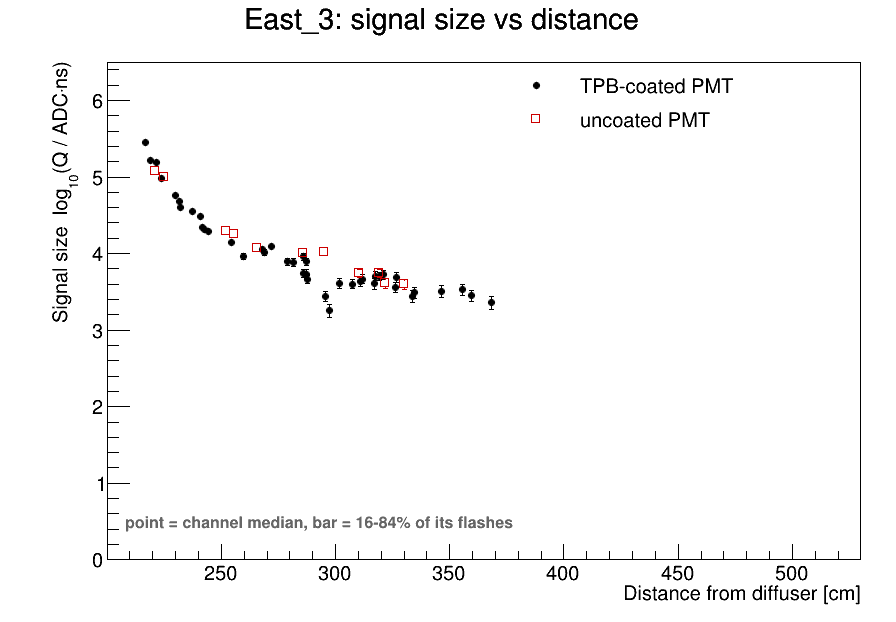 East_3: signal size vs distance
TPB-coated PMT
uncoated PMT
Signal size log10(Q / ADC·ns)
6
5
4
3
2
1
0
point = channel median, bar = 16-84% of its flashes
250 300 350 400 450 500
Distance from diffuser [cm]